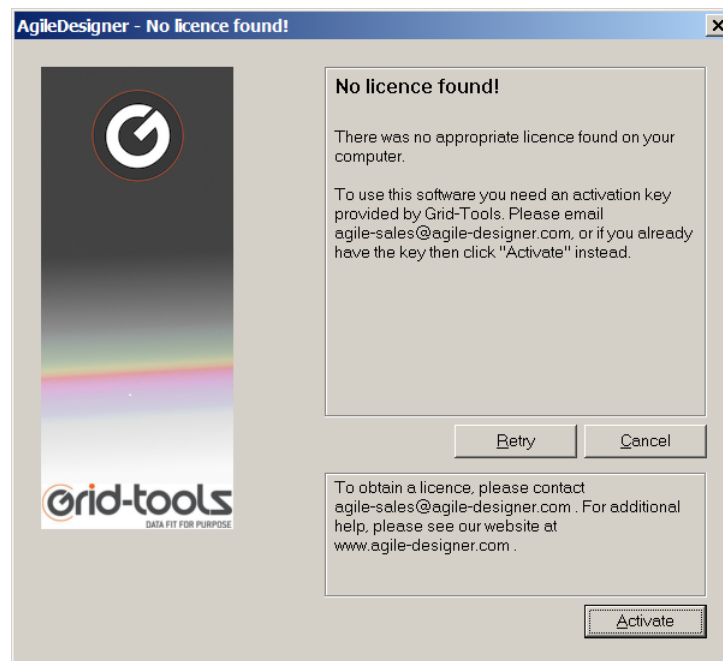 AgileDesigner - No licence found!
No licence found!
There was no appropriate licence found on your
computer.
To use this software you need an activation key
provided by Grid-Tools. Please email
agile-sales@agile-designer.com, or if you already
have the key then click "Activate" instead.
Retry
Cancel
Grid-tools
DATA FIT FOR PURPOSE
To obtain a licence, please contact
agile-sales@agile-designer.com . For additional
help, please see our website at
www.agile-designer.com .
Activate